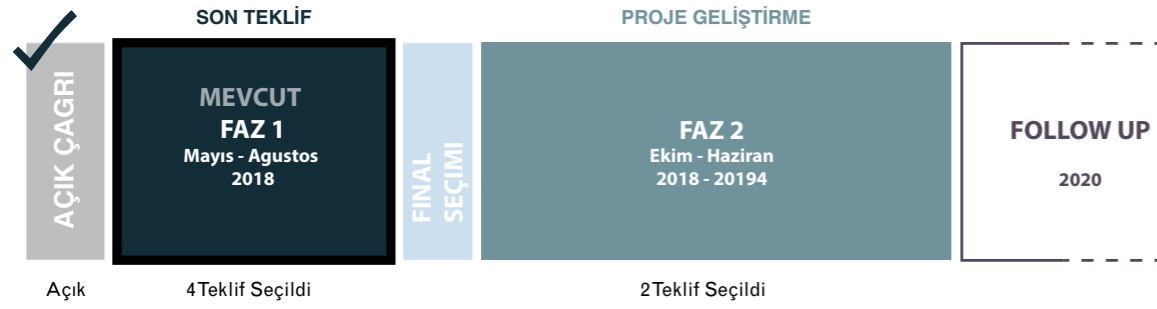 SON TEKLİF
PROJE GELİŞTİRME
AÇIK ÇAGRI
MEVCUT
FAZ 1
Mayıs - Agustos
2018
FINAL
SEÇIMI
FAZ 2
Ekim - Haziran
2018 - 20194
FOLLOW UP
2020
Açık
4Teklif Seçildi
2Teklif Seçildi